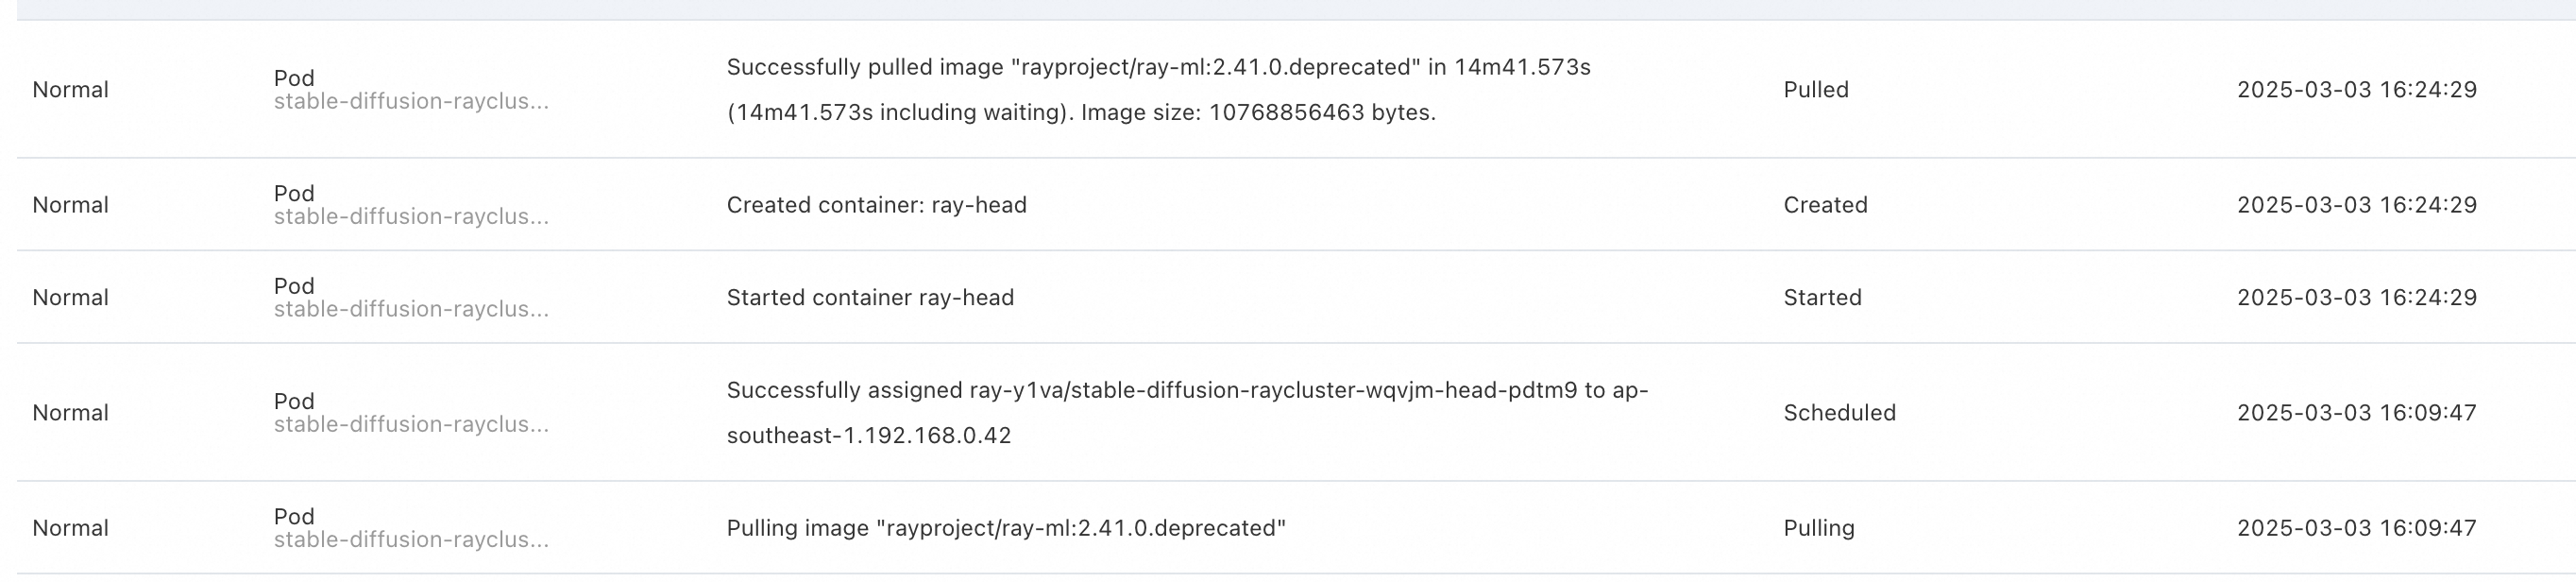 Normal
Pod
stable-diffusion-rayclus...
Successfully pulled image "rayproject/ray-ml:2.41.0.deprecated" in 14m41.573s
(14m41.573s including waiting). Image size: 10768856463 bytes.
Pulled
2025-03-03 16:24:29
Normal
Pod
stable-diffusion-rayclus...
Created container: ray-head
Created
2025-03-03 16:24:29
Normal
Pod
stable-diffusion-rayclus...
Started container ray-head
Started
2025-03-03 16:24:29
Normal
Pod
stable-diffusion-rayclus...
Successfully assigned ray-y1va/stable-diffusion-raycluster-wqvjm-head-pdtm9 to ap-
southeast-1.192.168.0.42
Scheduled
2025-03-03 16:09:47
Normal
Pod
stable-diffusion-rayclus...
Pulling image "rayproject/ray-ml:2.41.0.deprecated"
Pulling
2025-03-03 16:09:47